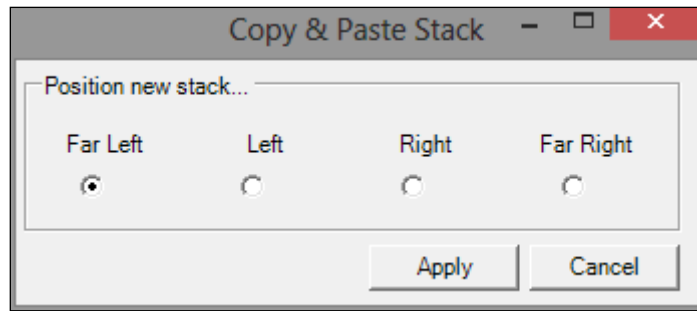 Copy & Paste Stack
Position new stack...
Far Left Left Right Far Right
Apply Cancel